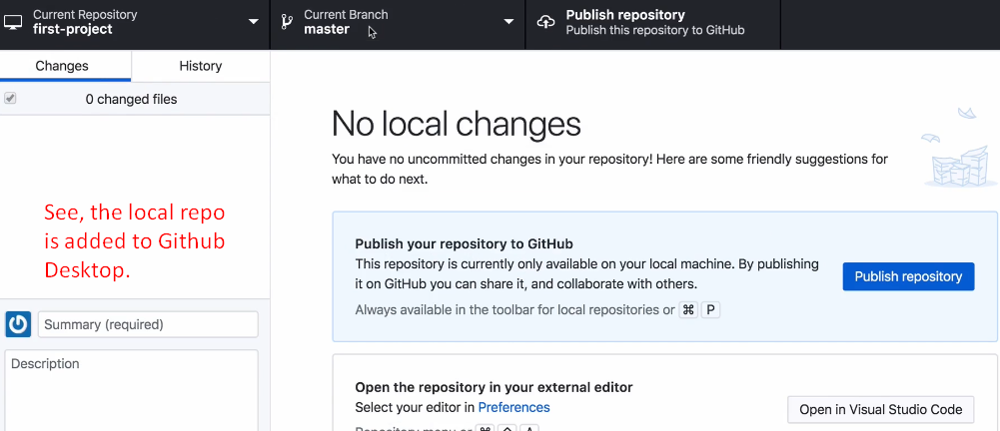 Current Repository
first-project
Current Branch
master
Publish repository
Publish this repository to GitHub
Changes
History
0 changed files
See, the local repo
is added to Github
Desktop.
Summary (required)
Description
No local changes
You have no uncommitted changes in your repository! Here are some friendly suggestions for
what to do next.
Publish your repository to GitHub
This repository is currently only available on your local machine. By publishing
it on GitHub you can share it, and collaborate with others.
Publish repository
Always available in the toolbar for local repositories or ⌘ P
Open the repository in your external editor
Select your editor in Preferences
Open in Visual Studio Code
Repository menu or ⌘